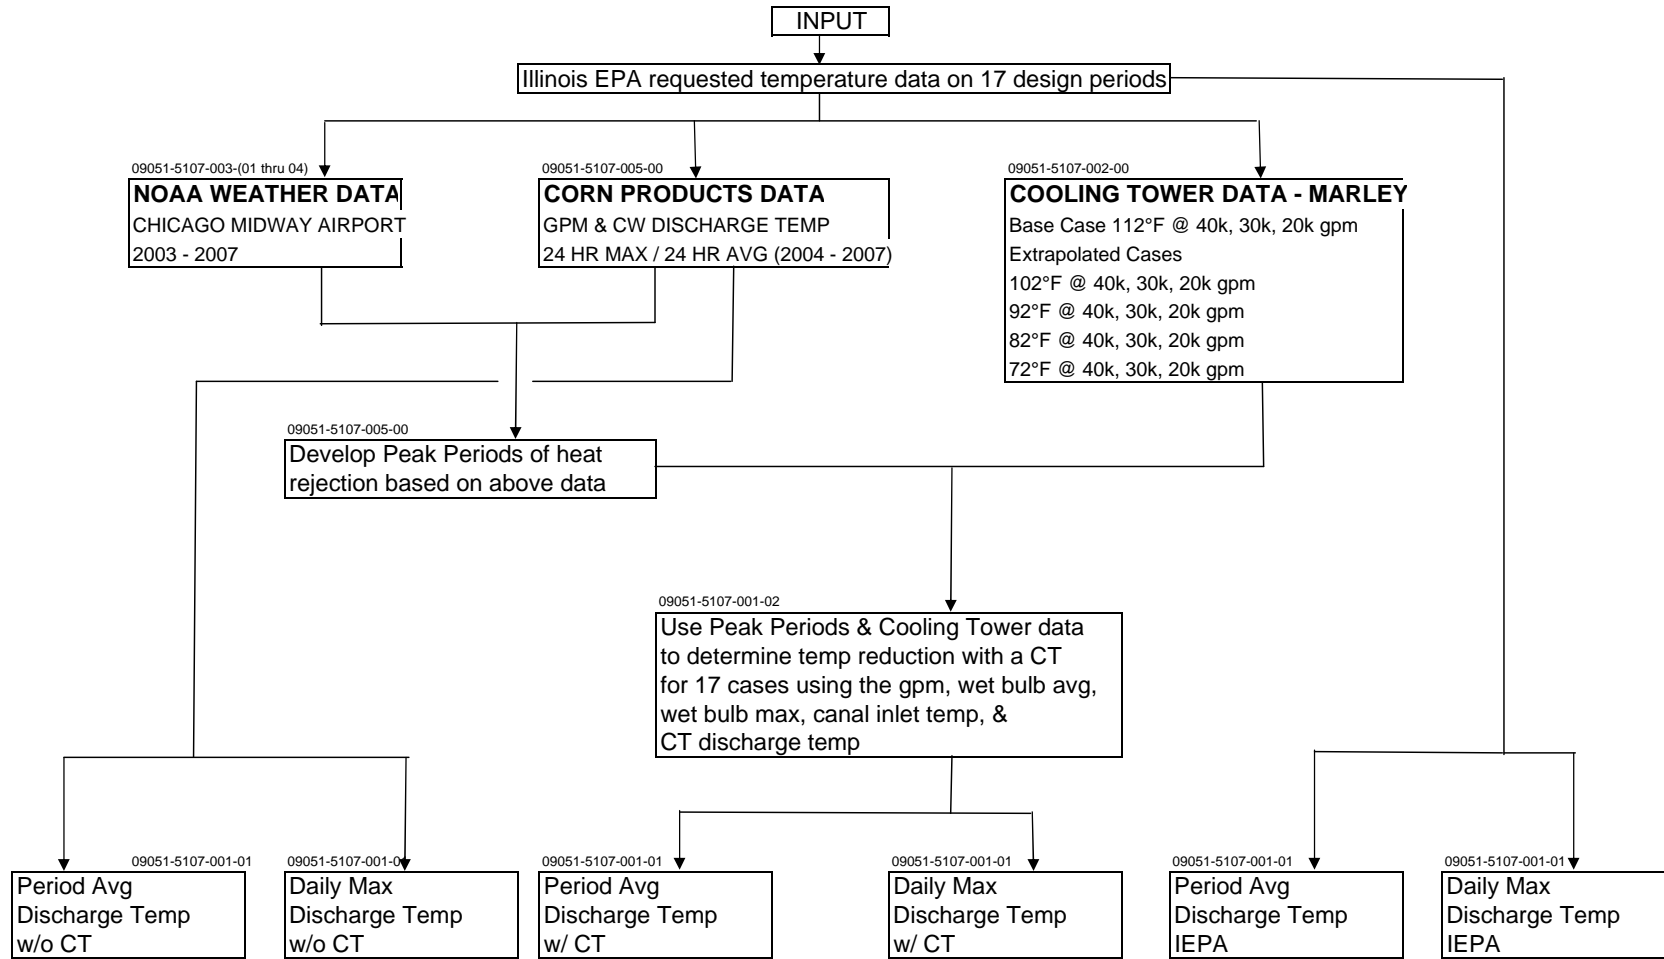 INPUT
Illinois EPA requested temperature data on 17 design periods
09051-5107-003-(01 thru 04)
NOAA WEATHER DATA
CHICAGO MIDWAY AIRPORT
2003 - 2007
09051-5107-005-00
CORN PRODUCTS DATA
GPM & CW DISCHARGE TEMP
24 HR MAX / 24 HR AVG (2004 - 2007)
09051-5107-002-00
COOLING TOWER DATA - MARLEY
Base Case 112°F @ 40k, 30k, 20k gpm
Extrapolated Cases
102°F @ 40k, 30k, 20k gpm
92°F @ 40k, 30k, 20k gpm
82°F @ 40k, 30k, 20k gpm
72°F @ 40k, 30k, 20k gpm
09051-5107-005-00
Develop Peak Periods of heat
rejection based on above data
09051-5107-001-02
Use Peak Periods & Cooling Tower data
to determine temp reduction with a CT
for 17 cases using the gpm, wet bulb avg,
wet bulb max, canal inlet temp, &
CT discharge temp
09051-5107-001-01
Period Avg
Discharge Temp
w/o CT
Daily Max
Discharge Temp
w/o CT
09051-5107-001-01
Period Avg
Discharge Temp
w/ CT
09051-5107-001-01
Daily Max
Discharge Temp
w/ CT
09051-5107-001-01
Period Avg
Discharge Temp
IEPA
09051-5107-001-01
Daily Max
Discharge Temp
IEPA